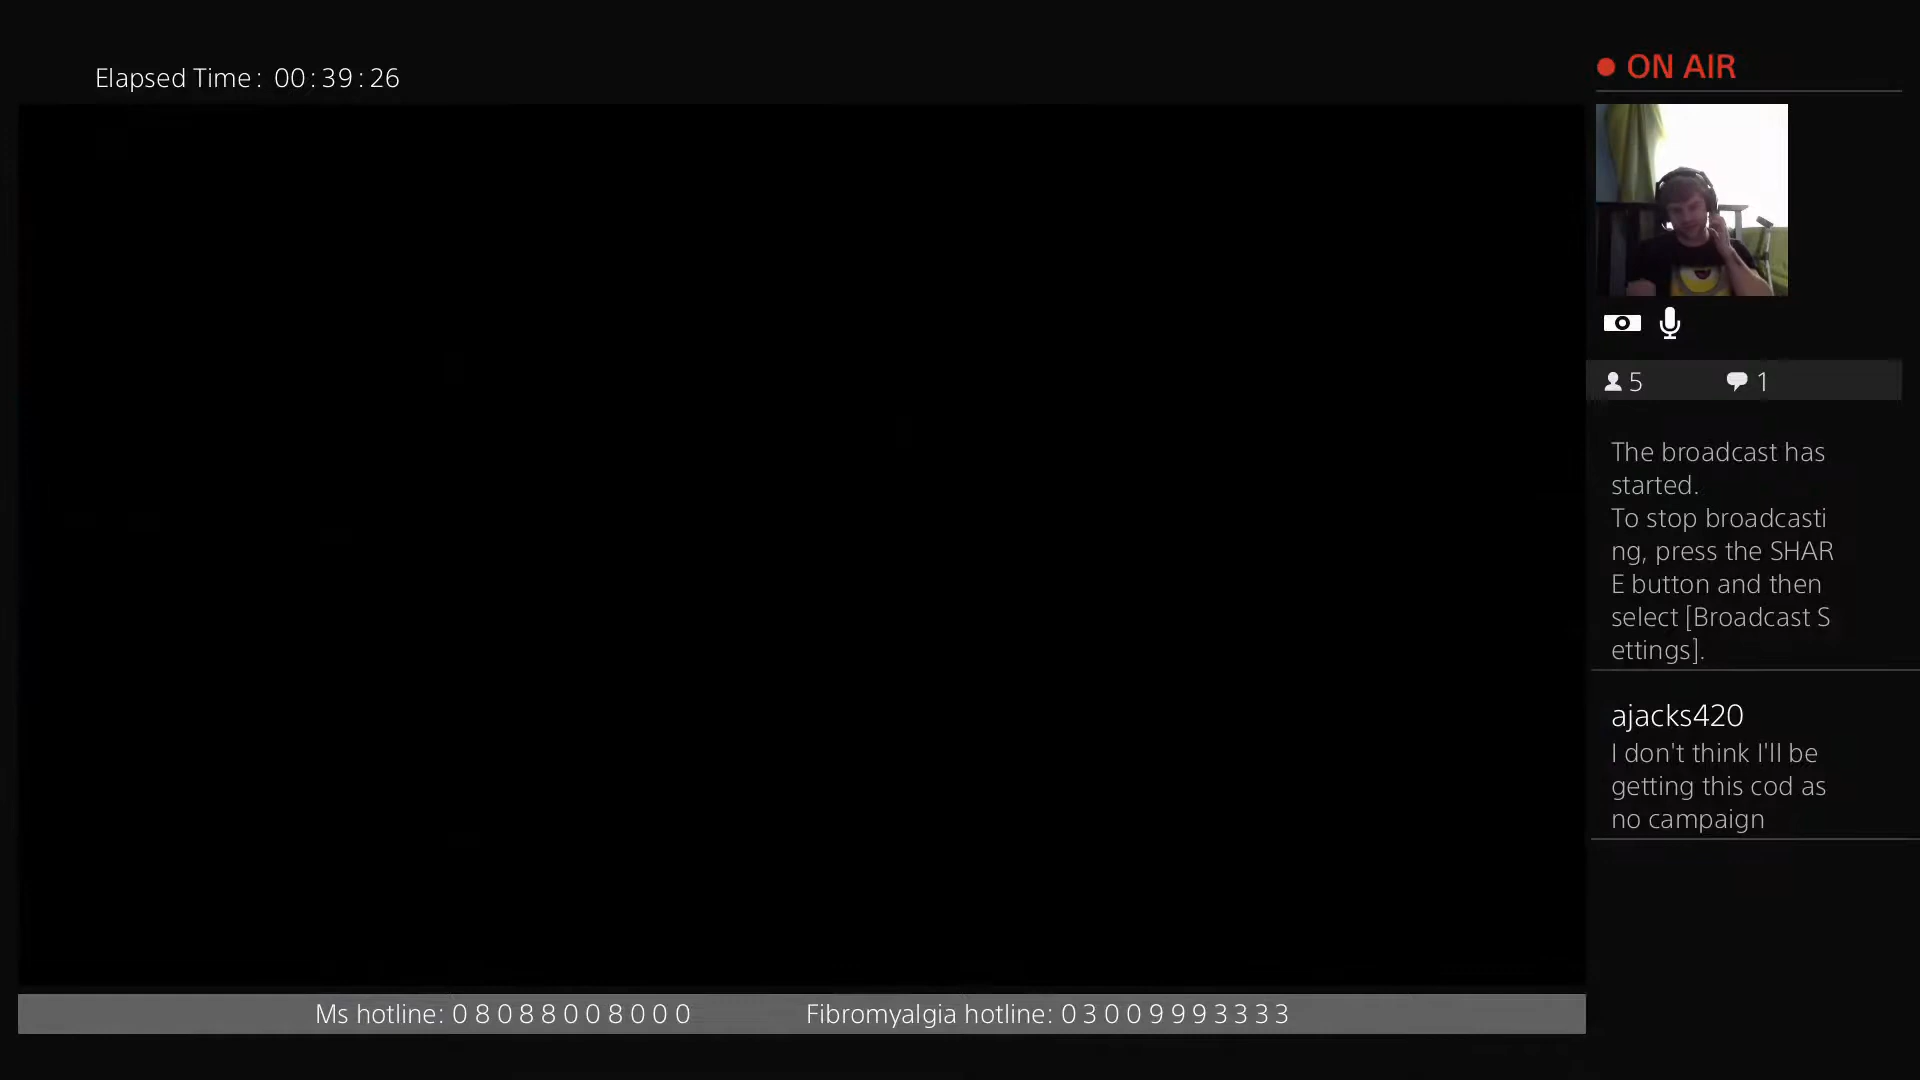 Elapsed Time: 00:39:26
ON AIR
5 1
The broadcast has
started.
To stop broadcasti
ng, press the SHAR
E button and then
select [Broadcast S
ettings].
ajacks420
I don't think I'll be
getting this cod as
no campaign
Ms hotline: 0 8 0 8 8 0 0 8 0 0 0 Fibromyalgia hotline: 0 3 0 0 9 9 9 3 3 3 3